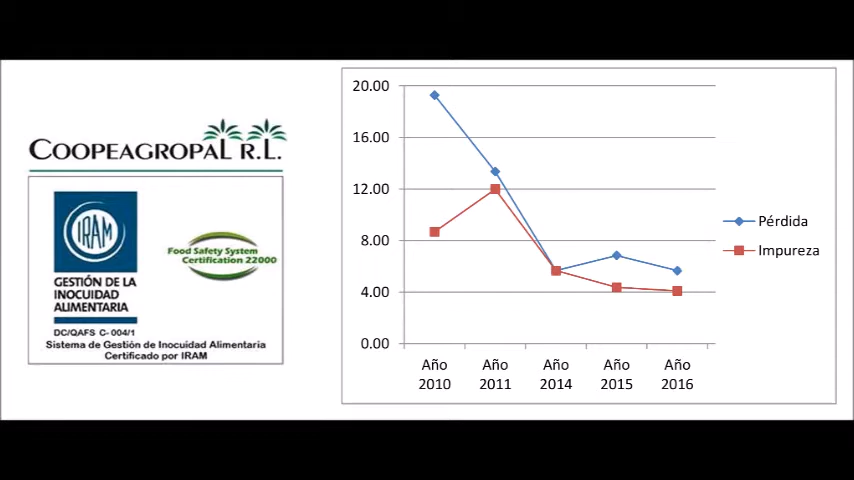 COOPEAGROPAL R.L.
IRAM
GESTIÓN DE LA
INOCUIDAD
ALIMENTARIA
DC/QAFS C- 004/1
Food Safety System
Certification 22000
Sistema de Gestión de Inocuidad Alimentaria
Certificado por IRAM
20.00
16.00
12.00
8.00
4.00
0.00
Año 2010
Año 2011
Año 2014
Año 2015
Año 2016
Pérdida
Impureza